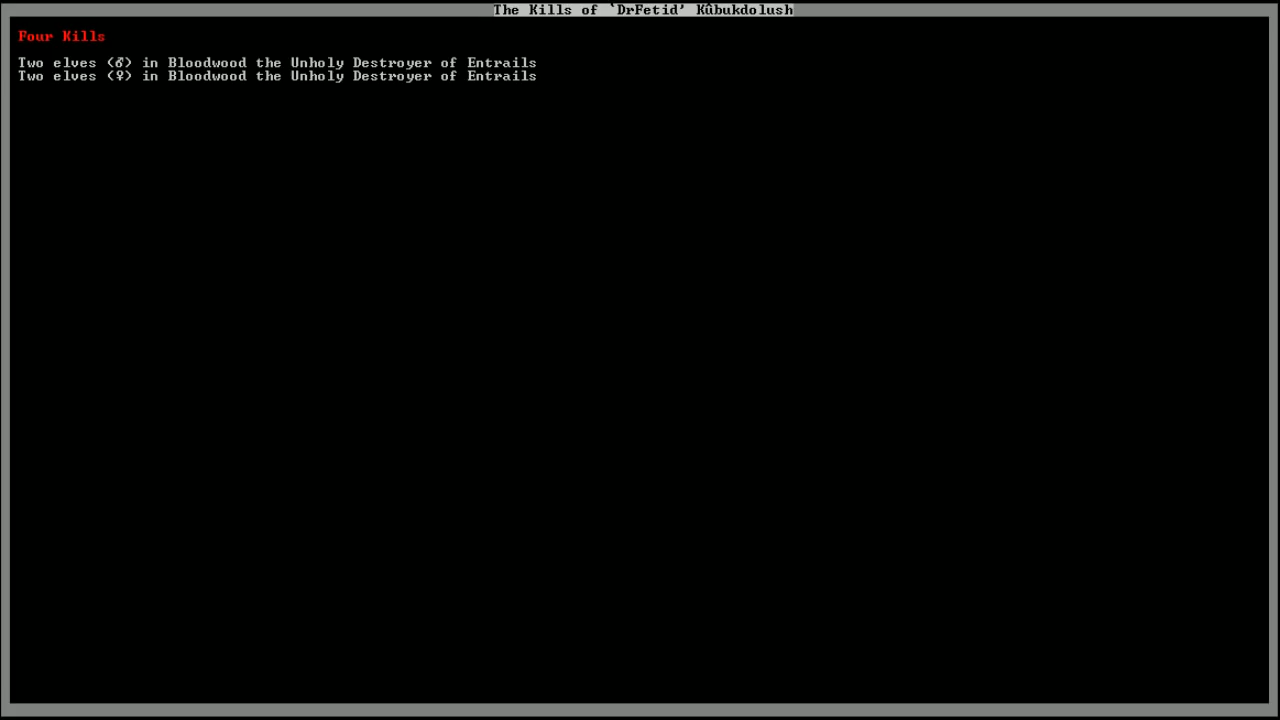 The Kills of `DrFetid' Kûbukdolush
Four Kills
Two elves (♂) in Bloodwood the Unholy Destroyer of Entrails
Two elves (♀) in Bloodwood the Unholy Destroyer of Entrails